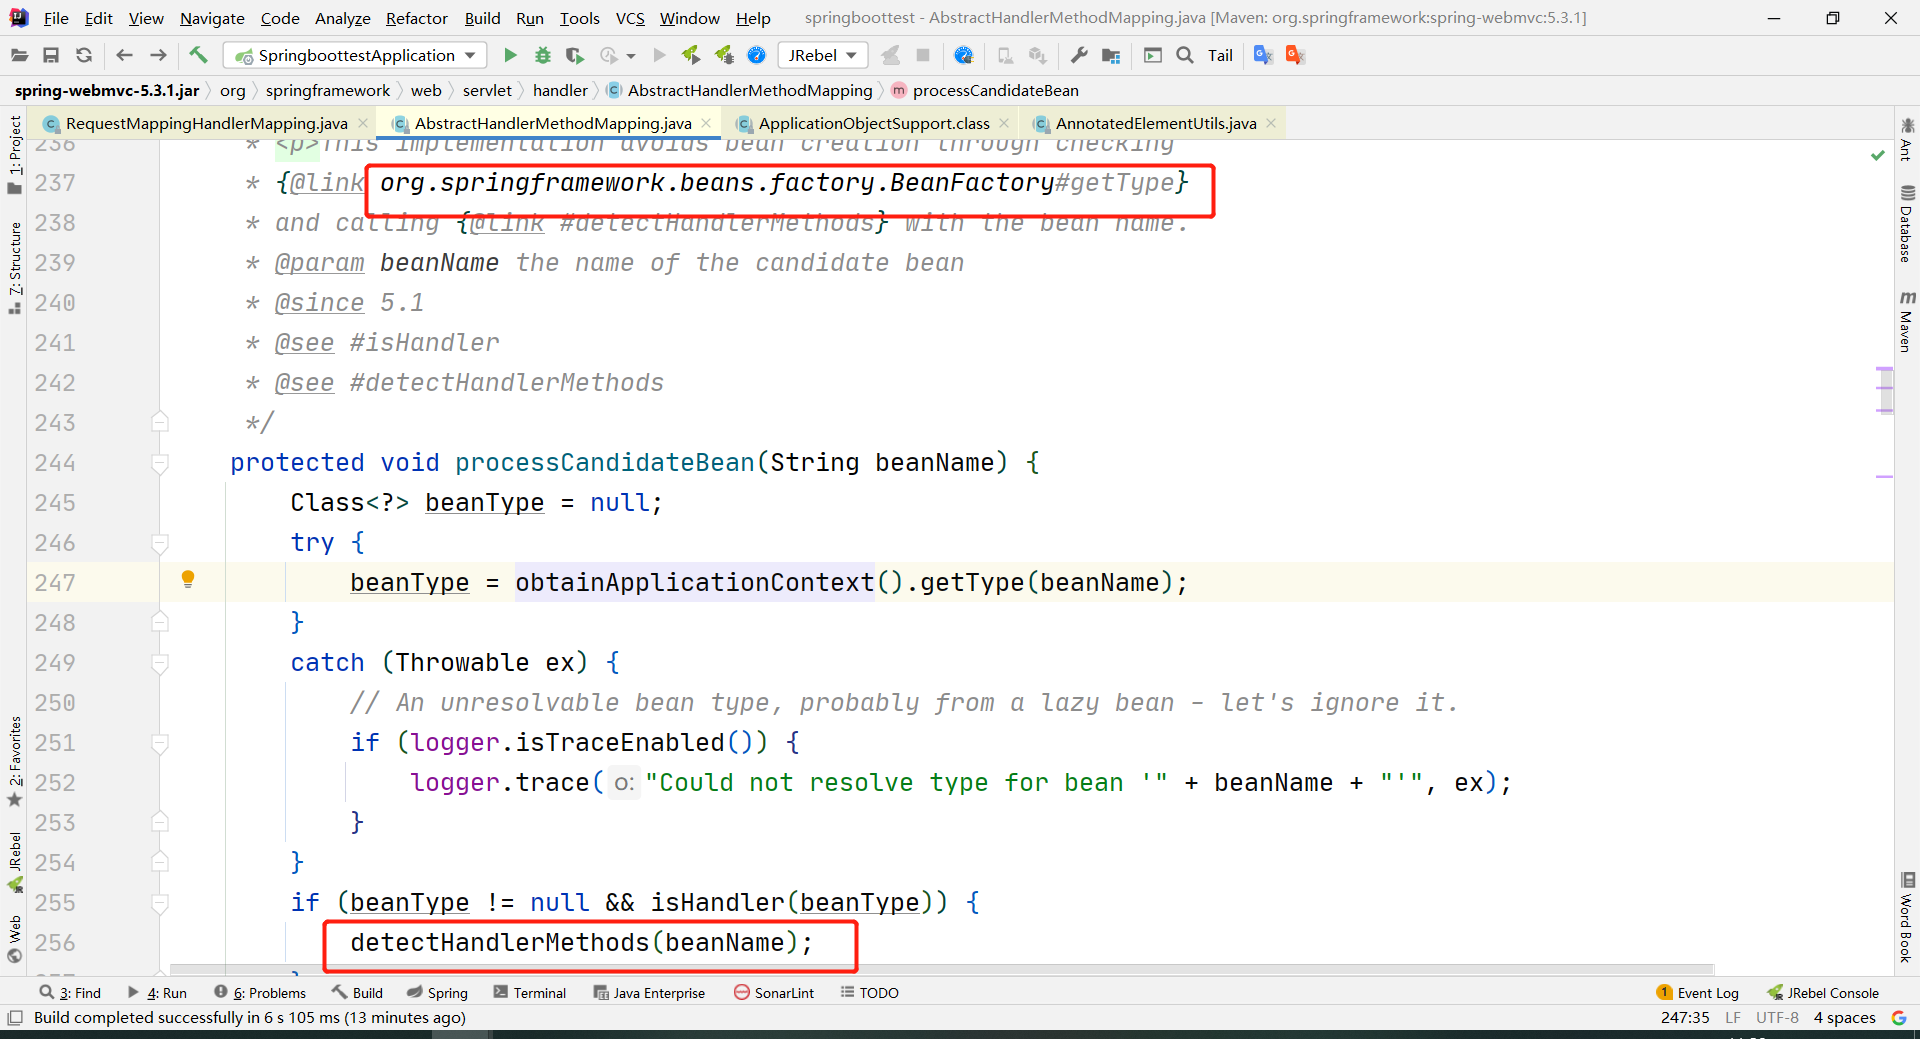 File Edit View Navigate Code Analyze Refactor Build Run Tools VCS Window Help springboottest - AbstractHandlerMethodMapping.java [Maven: org.springframework:spring-webmvc:5.3.1]
SpringboottestApplication JRebel Tail
spring-webmvc-5.3.1.jar org springframework web servlet handler AbstractHandlerMethodMapping processCandidateBean
RequestMappingHandlerMapping.java AbstractHandlerMethodMapping.java ApplicationObjectSupport.class AnnotatedElementUtils.java
236 * <p>This implementation avoids bean creation through checking
237 * {@link org.springframework.beans.factory.BeanFactory#getType}
238 * and calling {@link #detectHandlerMethods} with the bean name.
239 * @param beanName the name of the candidate bean
240 * @since 5.1
241 * @see #isHandler
242 * @see #detectHandlerMethods
243 */
244 protected void processCandidateBean(String beanName) {
245 Class<?> beanType = null;
246 try {
247 beanType = obtainApplicationContext().getType(beanName);
248 }
249 catch (Throwable ex) {
250 // An unresolvable bean type, probably from a lazy bean - let's ignore it.
251 if (logger.isTraceEnabled()) {
252 logger.trace( o: "Could not resolve type for bean '" + beanName + "'", ex);
253 }
254 }
255 if (beanType != null && isHandler(beanType)) {
256 detectHandlerMethods(beanName);
1: Project
7: Structure
2: Favorites
JRebel
Web
Ant
Database
Maven
Word Book
3: Find 4: Run 6: Problems Build Spring Terminal Java Enterprise SonarLint TODO 1 Event Log JRebel Console
Build completed successfully in 6 s 105 ms (13 minutes ago) 247:35 LF UTF-8 4 spaces